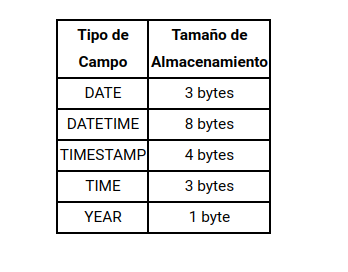 Tipo de Campo Tamaño de Almacenamiento
DATE 3 bytes
DATETIME 8 bytes
TIMESTAMP 4 bytes
TIME 3 bytes
YEAR 1 byte